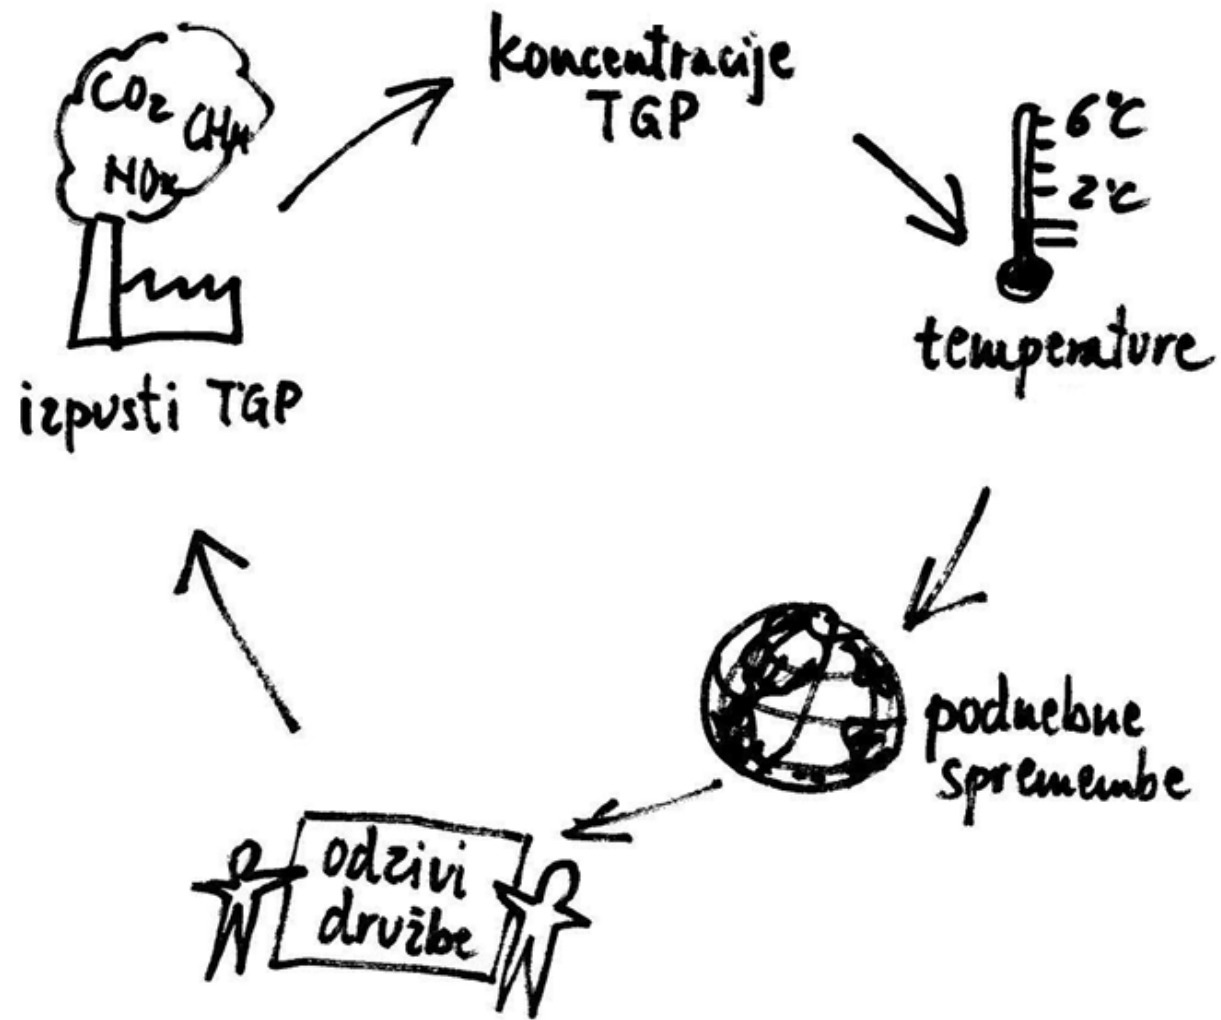 CO2
CH4
NOx
izpusti TGP
koncentracije
TGP
6°C
2°C
temperature
podnebne
spremembe
odzivi
družbe